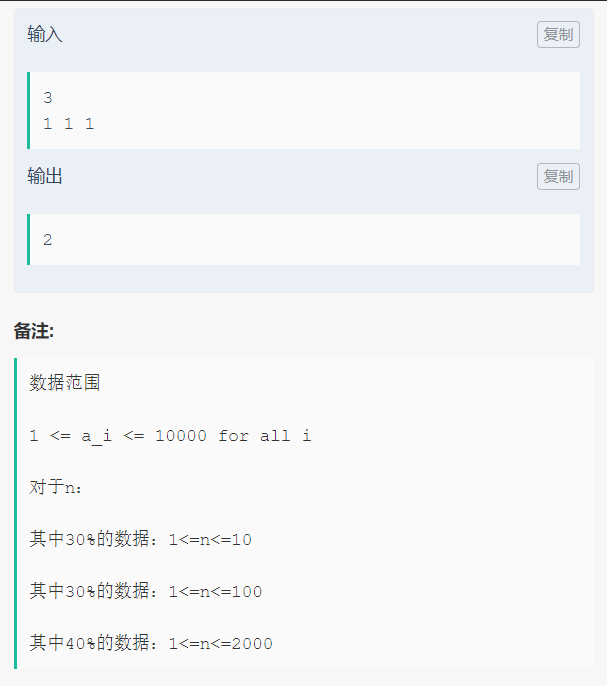 输入
复制
3
1 1 1
输出
复制
2
备注:
数据范围
1 <= a_i <= 10000 for all i
对于n：
其中30%的数据：1<=n<=10
其中30%的数据：1<=n<=100
其中40%的数据：1<=n<=2000